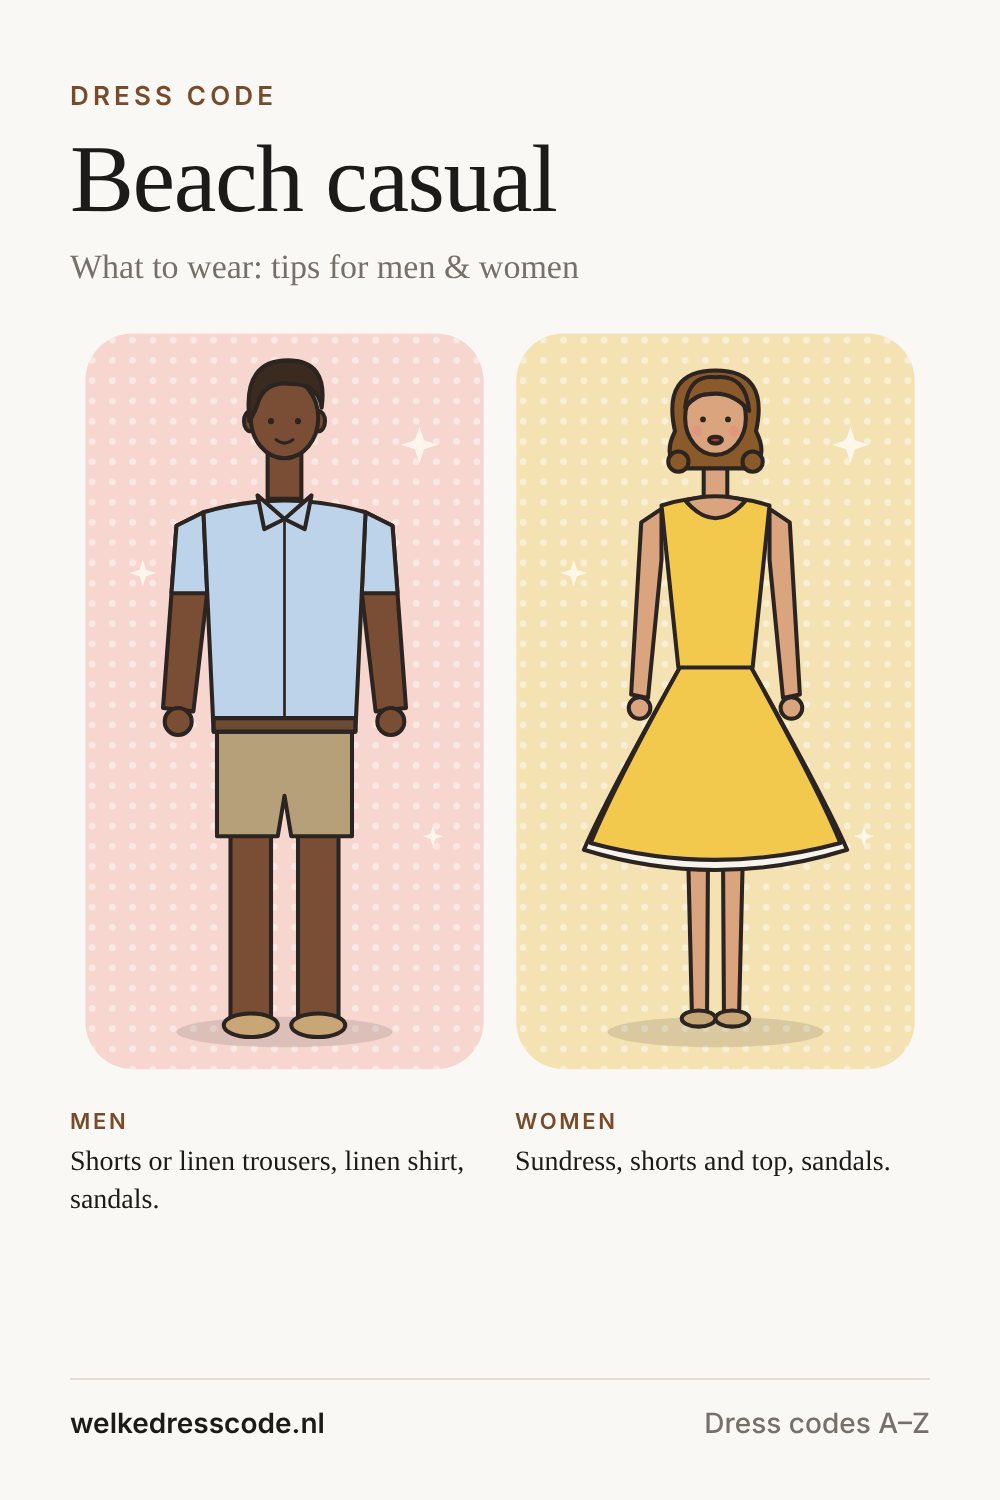 DRESS CODE
Beach casual
What to wear: tips for men & women
MEN
Shorts or linen trousers, linen shirt,
sandals.
WOMEN
Sundress, shorts and top, sandals.
welkedresscode.nl
Dress codes A–Z